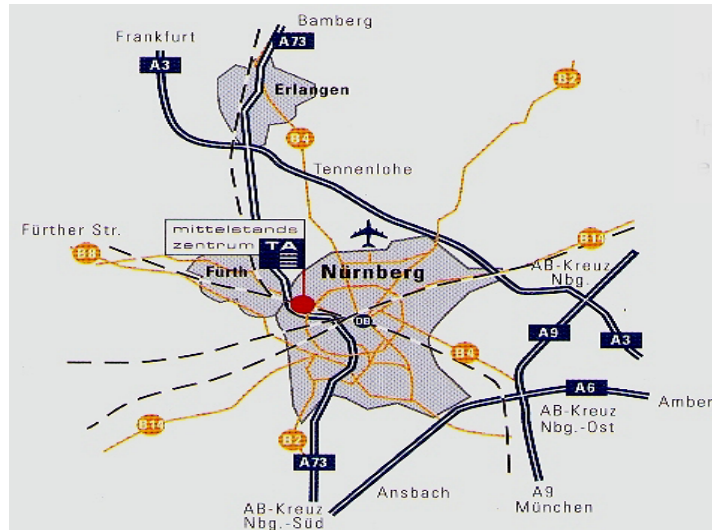 Bamberg
Frankfurt
A73
A3
B2
Erlangen
B4
Tennenlohe
Fürther Str.
mittelstands
zentrum TA
B14
B8
Fürth
Nürnberg
AB-Kreuz
Nbg.
DB
A9
A3
B4
A6
Amber
B14
AB-Kreuz
Nbg.-Ost
B2
A73
Ansbach
A9
München
AB-Kreuz
Nbg.-Süd